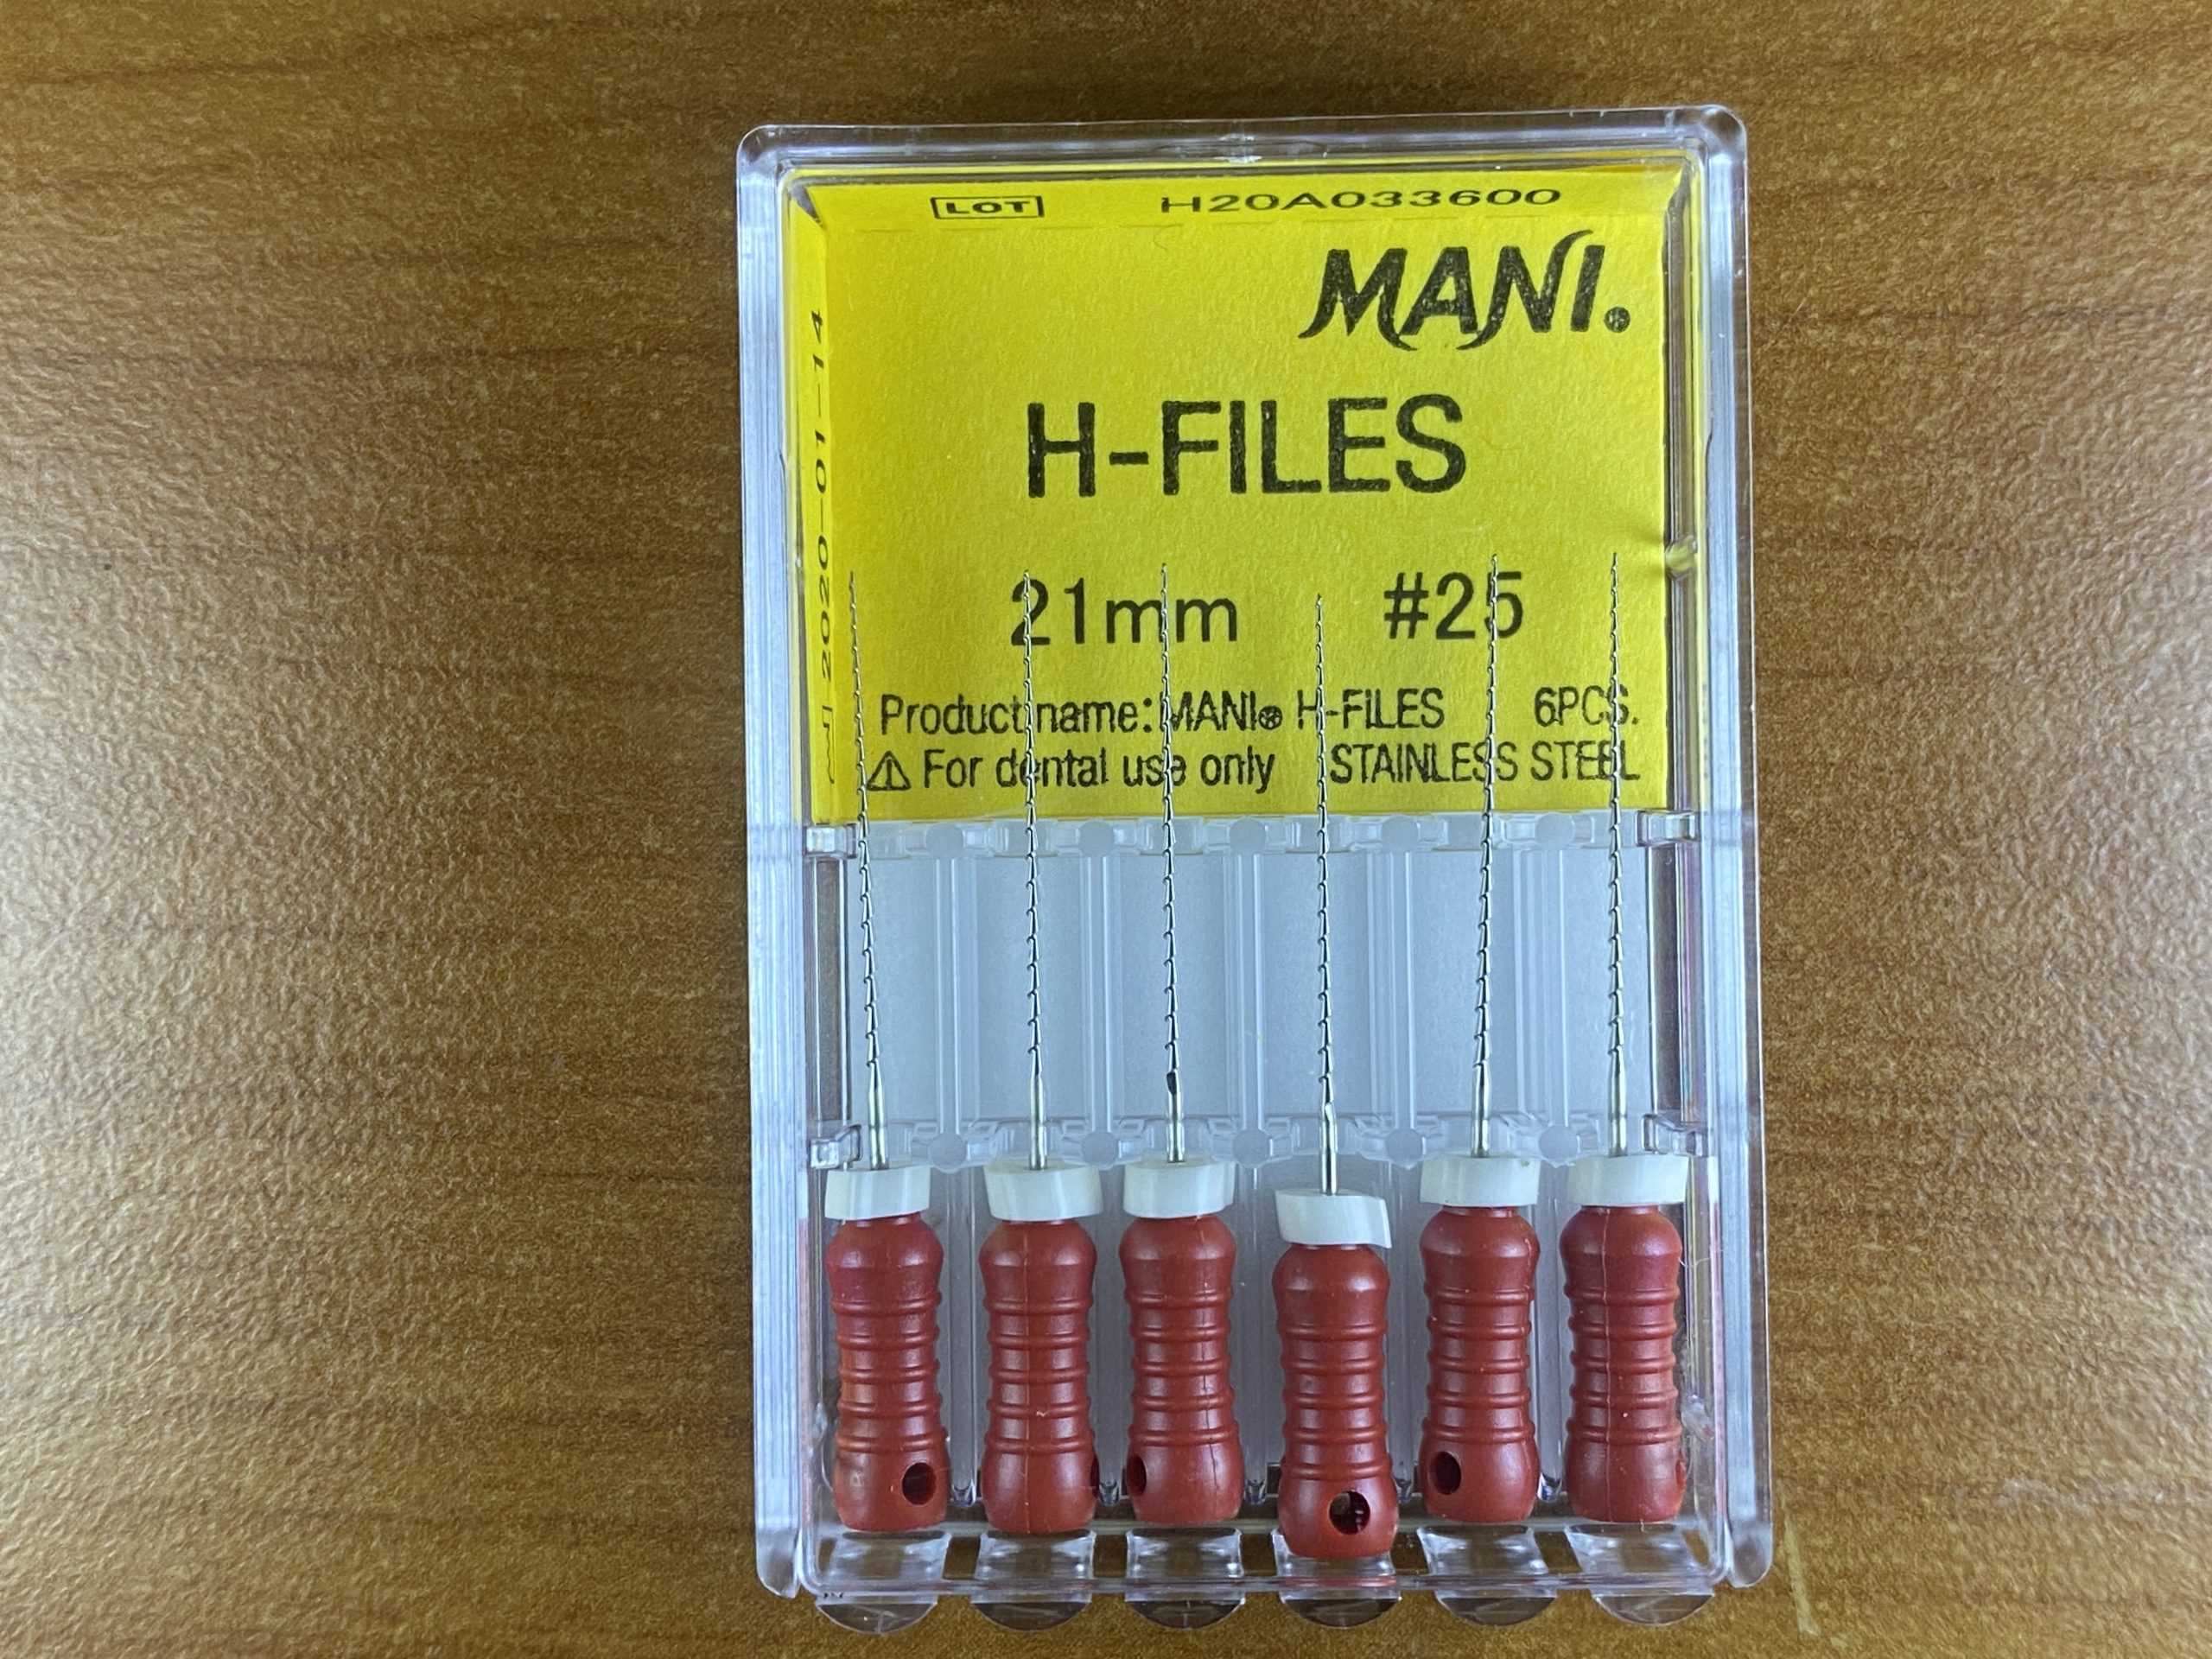 LOT H20A033600
MANI®
H-FILES
21mm #25
Product name: MANI® H-FILES 6PCS.
⚠ For dental use only STAINLESS STEEL
2020-01-14